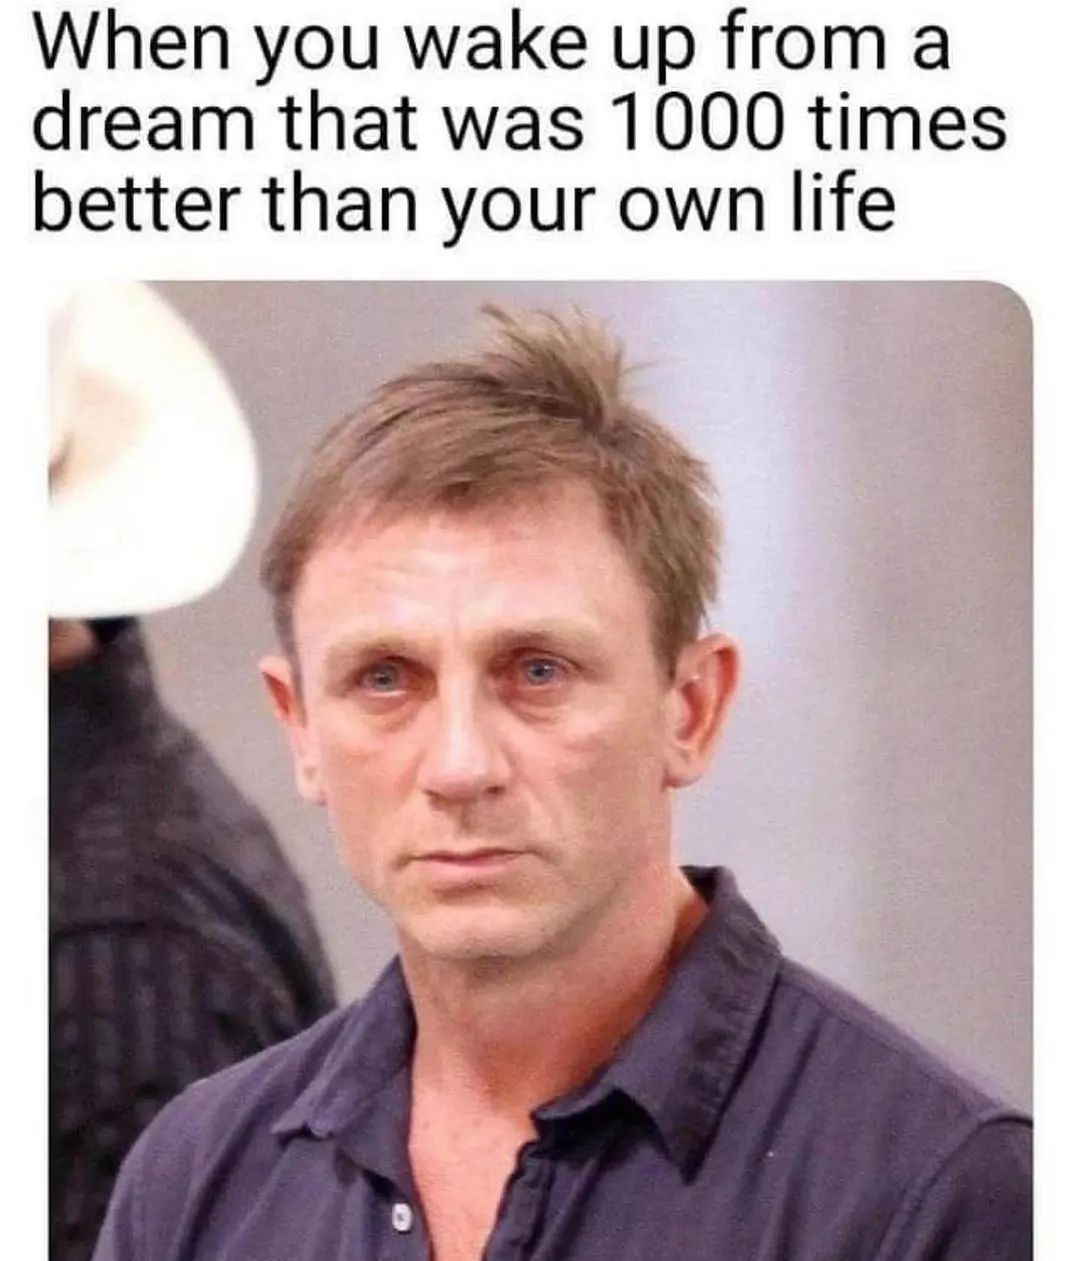 When you wake up from a
dream that was 1000 times
better than your own life